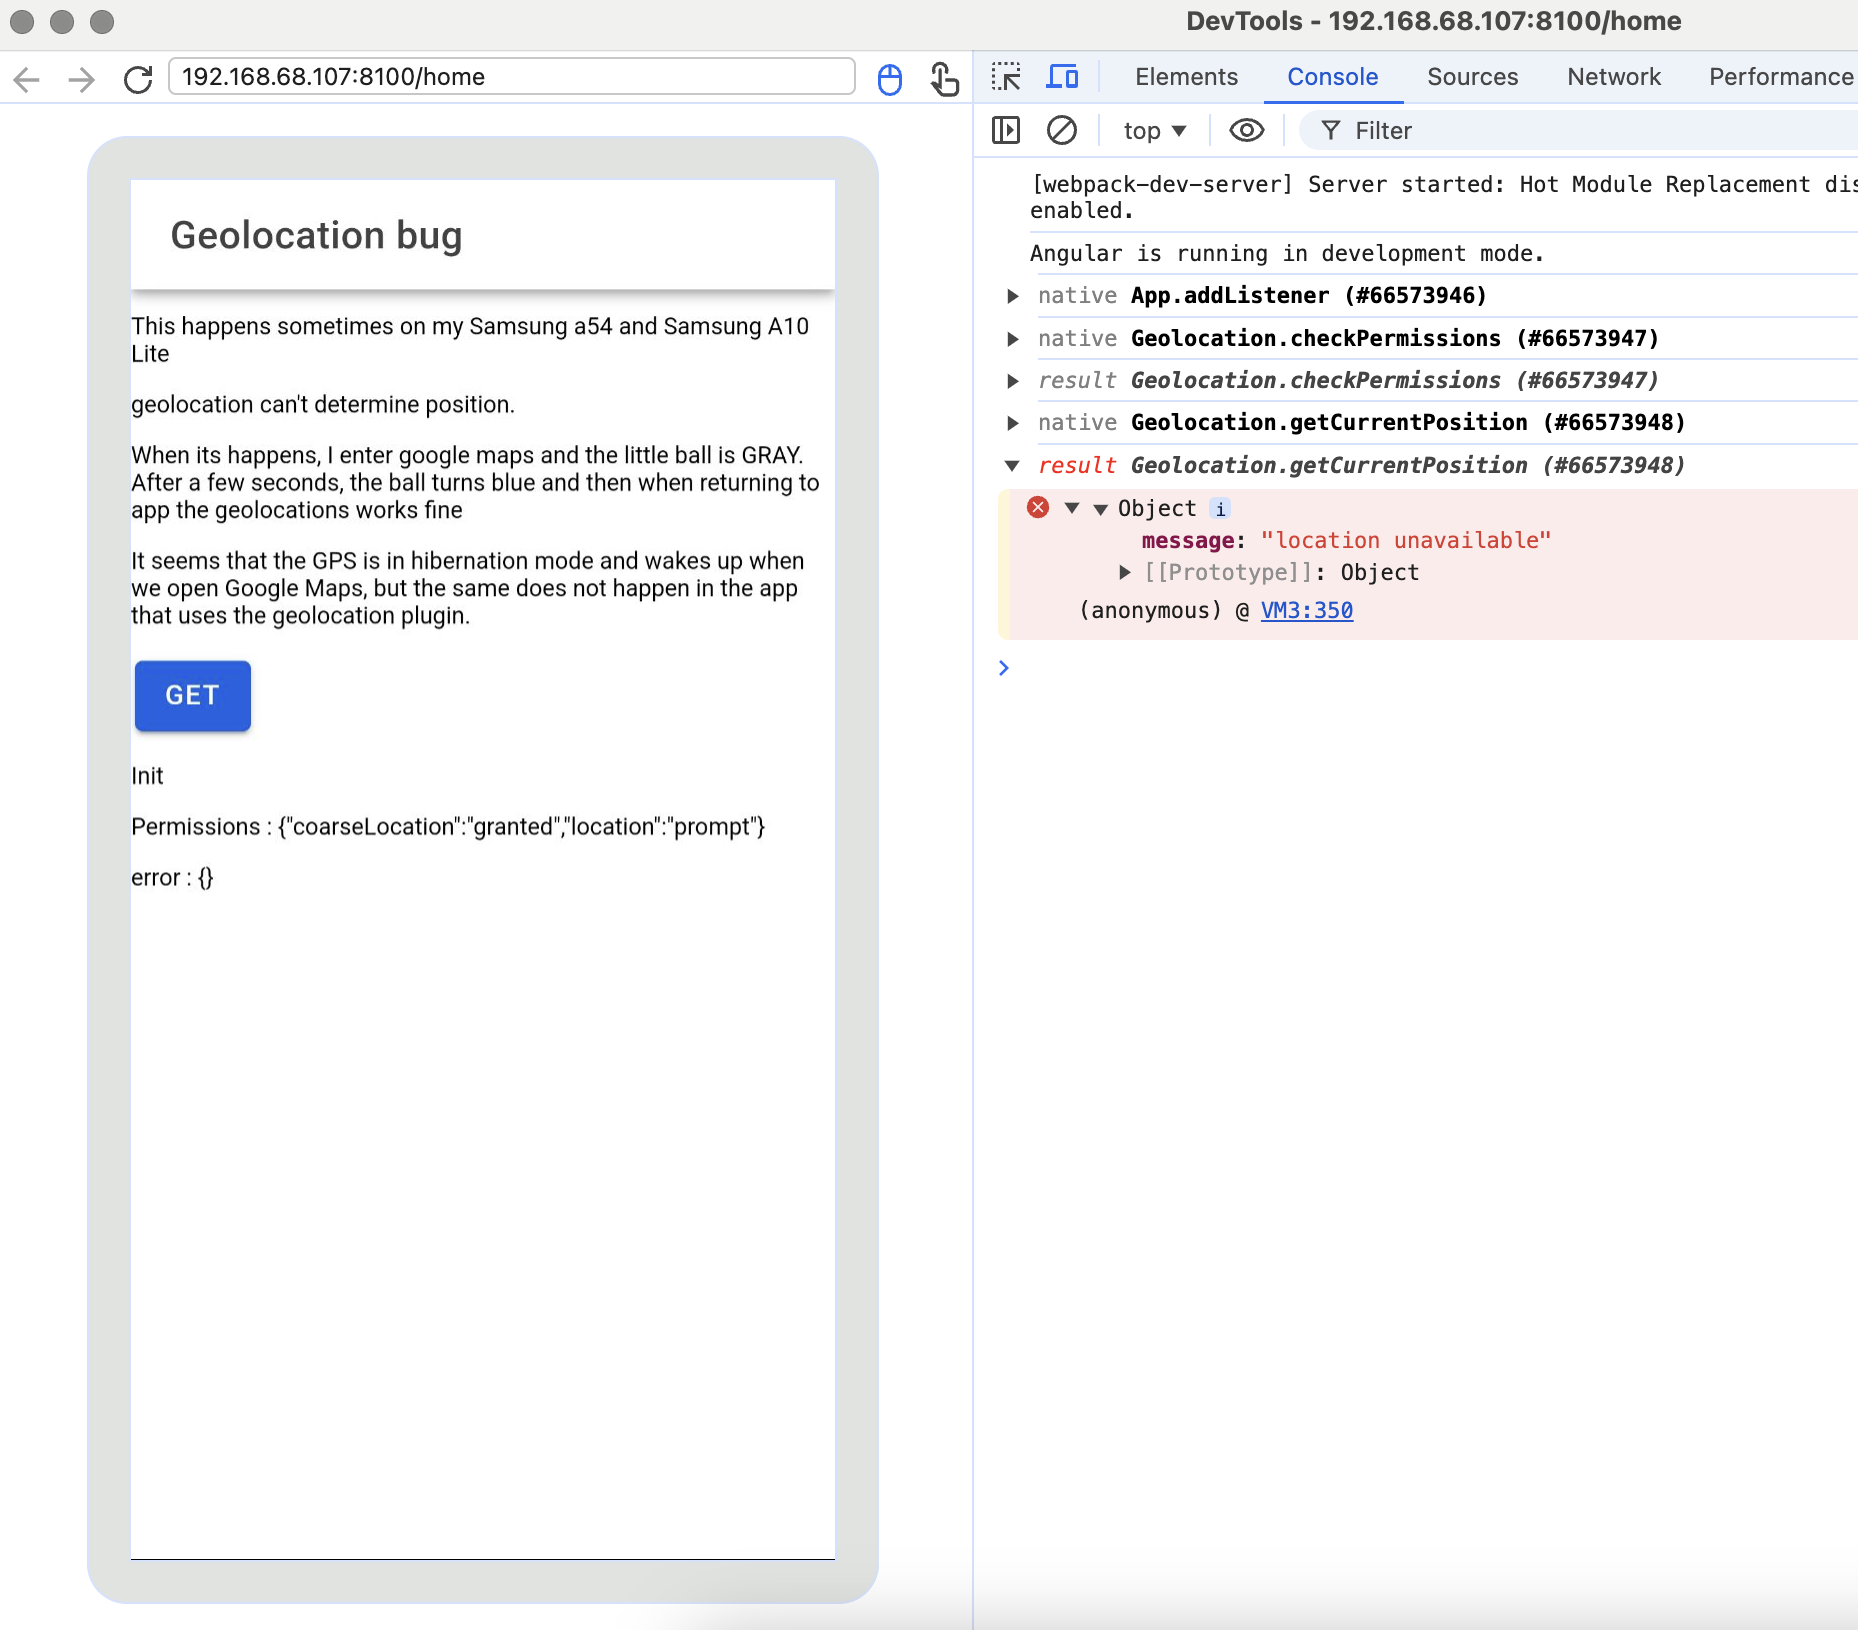 DevTools - 192.168.68.107:8100/home
192.168.68.107:8100/home
Elements Console Sources Network Performance
top Filter
Geolocation bug
This happens sometimes on my Samsung a54 and Samsung A10
Lite
geolocation can't determine position.
When its happens, I enter google maps and the little ball is GRAY.
After a few seconds, the ball turns blue and then when returning to
app the geolocations works fine
It seems that the GPS is in hibernation mode and wakes up when
we open Google Maps, but the same does not happen in the app
that uses the geolocation plugin.
GET
Init
Permissions : {"coarseLocation":"granted","location":"prompt"}
error : {}
[webpack-dev-server] Server started: Hot Module Replacement dis
enabled.
Angular is running in development mode.
native App.addListener (#66573946)
native Geolocation.checkPermissions (#66573947)
result Geolocation.checkPermissions (#66573947)
native Geolocation.getCurrentPosition (#66573948)
result Geolocation.getCurrentPosition (#66573948)
Object i
message: "location unavailable"
[[Prototype]]: Object
(anonymous) @ VM3:350